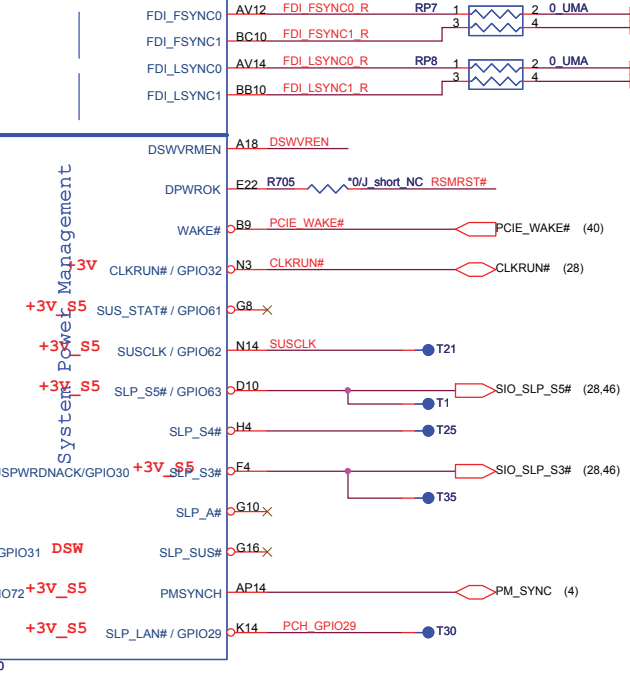 FDI_FSYNC0 AV12 FDI_FSYNC0_R RP7 1 2 0_UMA
FDI_FSYNC1 BC10 FDI_FSYNC1_R 3 4
FDI_LSYNC0 AV14 FDI_LSYNC0_R RP8 1 2 0_UMA
FDI_LSYNC1 BB10 FDI_LSYNC1_R 3 4
System Power Management
DSWVRMEN A18 DSWVREN
DPWROK E22 R705 *0/J_short_NC RSMRST#
WAKE# B9 PCIE_WAKE# PCIE_WAKE# (40)
+3V CLKRUN# / GPIO32 N3 CLKRUN# CLKRUN# (28)
+3V_S5 SUS_STAT# / GPIO61 G8
+3V_S5 SUSCLK / GPIO62 N14 SUSCLK T21
+3V_S5 SLP_S5# / GPIO63 D10 SIO_SLP_S5# (28,46)
T1
SLP_S4# H4 T25
SPWRDNACK/GPIO30 +3V_S5 SLP_S3# F4 SIO_SLP_S3# (28,46)
T35
SLP_A# G10
GPIO31 DSW SLP_SUS# G16
IO72 +3V_S5 PMSYNCH AP14 PM_SYNC (4)
+3V_S5 SLP_LAN# / GPIO29 K14 PCH_GPIO29 T30